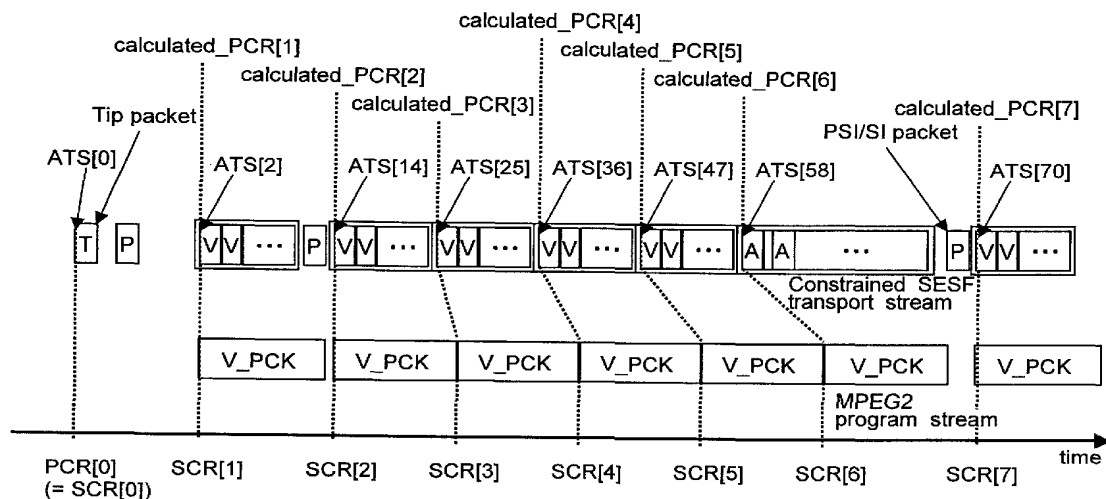 calculated_PCR[4]
calculated_PCR[1]
calculated_PCR[5]
calculated_PCR[2]
calculated_PCR[6]
calculated_PCR[3]
calculated_PCR[7]
Tip packet
PSI/SI packet
ATS[0]
ATS[2]
ATS[14]
ATS[25]
ATS[36]
ATS[47]
ATS[58]
ATS[70]
T P V V ··· P V V ··· V V ··· V V ··· V V ··· A A ··· P V V ···
Constrained SESF
transport stream
V_PCK V_PCK V_PCK V_PCK V_PCK V_PCK V_PCK
MPEG2
program stream
time
PCR[0]
(= SCR[0])
SCR[1]
SCR[2]
SCR[3]
SCR[4]
SCR[5]
SCR[6]
SCR[7]